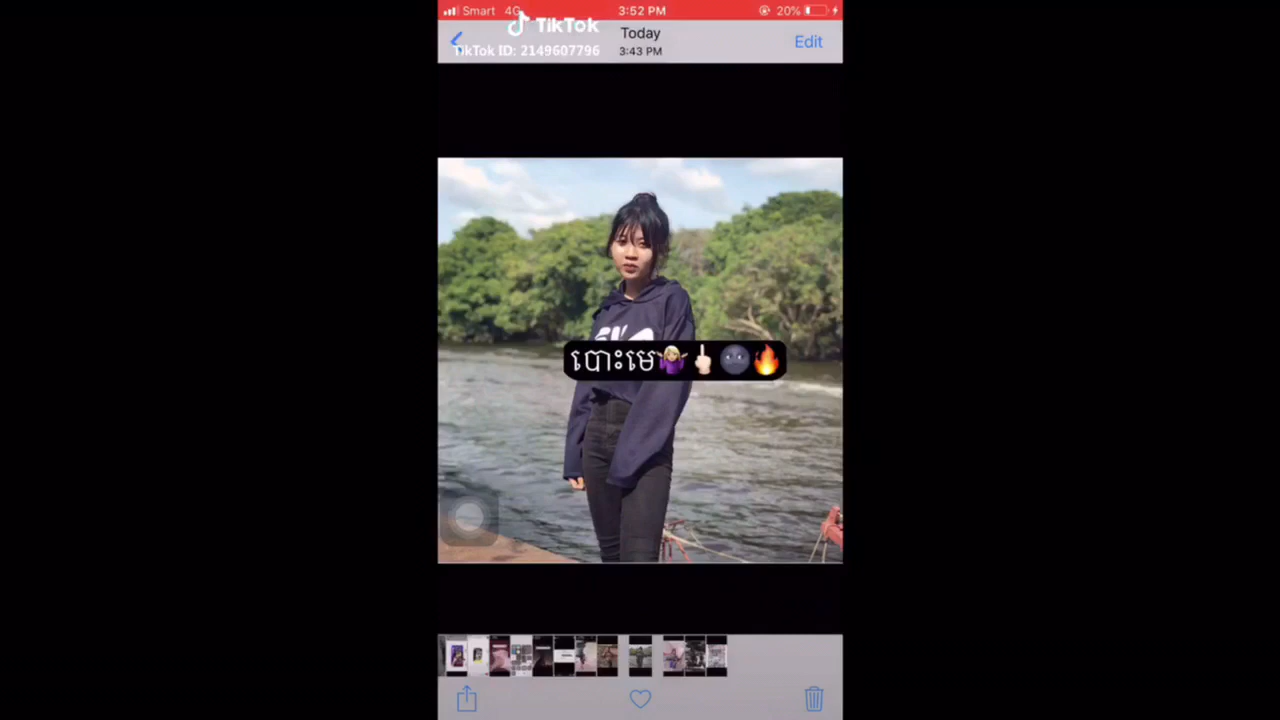 Smart 4G 3:52 PM 20%
TikTok
Today
Edit
TikTok ID: 2149607796
3:43 PM
បោះមេ🤷🏼‍♀️🖕🏻🌚🔥